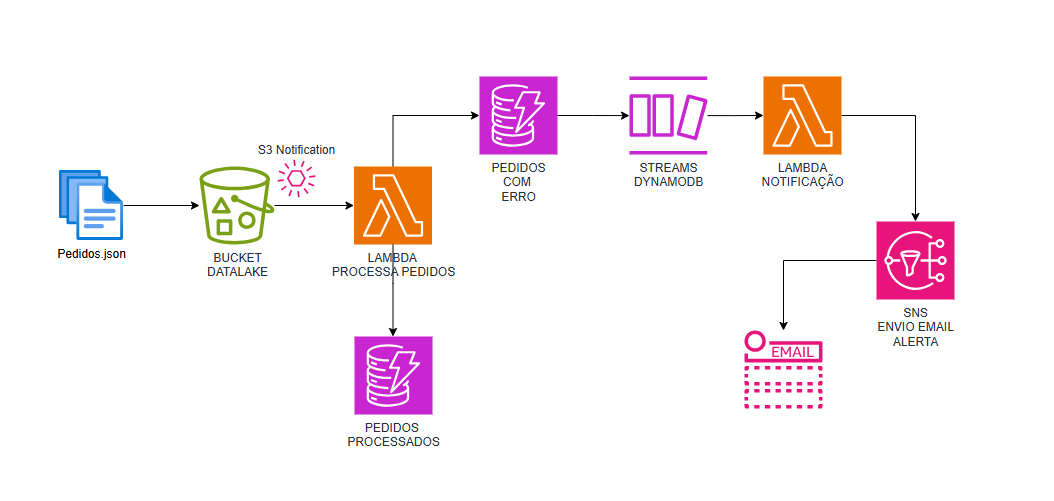 S3 Notification
Pedidos.json
BUCKET
DATALAKE
LAMBDA
PROCESSA PEDIDOS
PEDIDOS
PROCESSADOS
PEDIDOS
COM
ERRO
STREAMS
DYNAMODB
LAMBDA
NOTIFICAÇÃO
SNS
ENVIO EMAIL
ALERTA
EMAIL